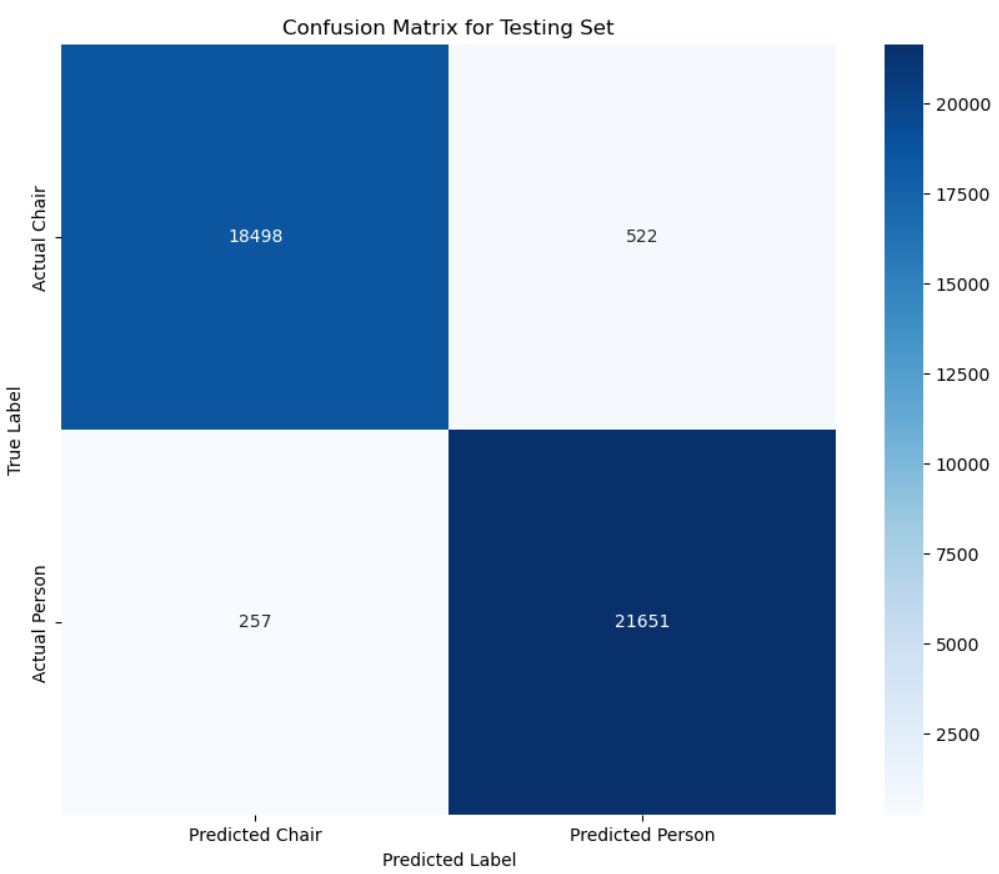 Confusion Matrix for Testing Set
True Label
Actual Chair
Actual Person
18498
522
257
21651
Predicted Chair
Predicted Person
Predicted Label
20000
17500
15000
12500
10000
7500
5000
2500